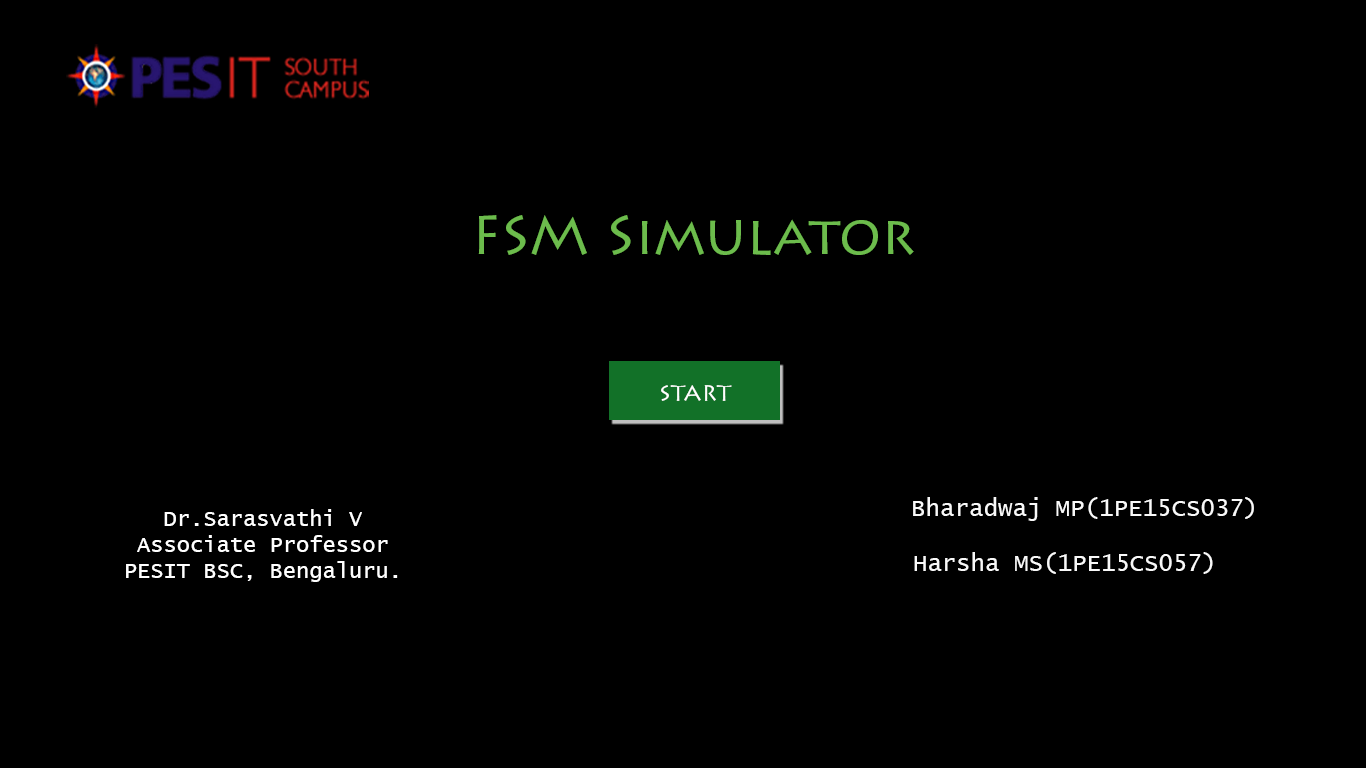 PESIT SOUTH
CAMPUS
FSM SIMULATOR
START
Dr.Sarasvathi V
Associate Professor
PESIT BSC, Bengaluru.
Bharadwaj MP(1PE15CS037)
Harsha MS(1PE15CS057)